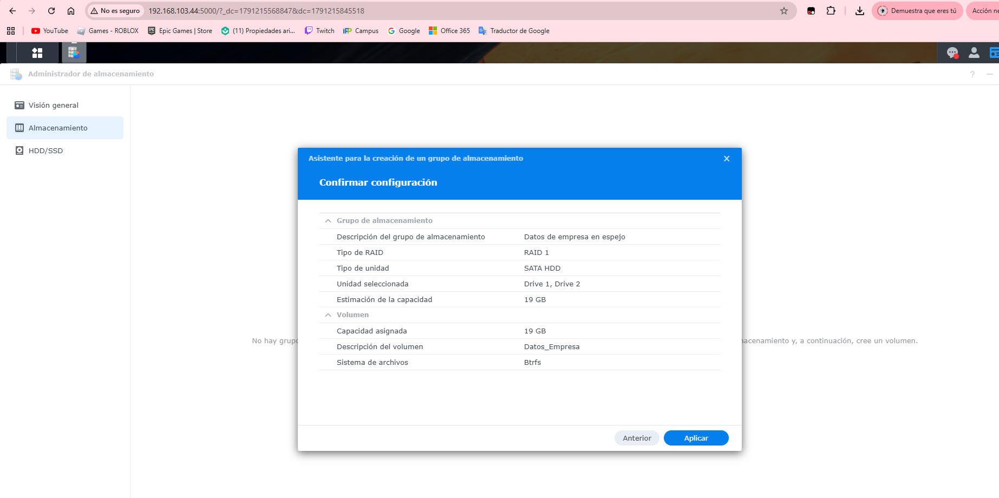 No es seguro 192.168.103.44:5000/?_dc=1791215568847&dc=1791215845518 Demuestra que eres tú
YouTube Games - ROBLOX Epic Games | Store (11) Propiedades ari... Twitch Campus Google Office 365 Traductor de Google
Administrador de almacenamiento
Visión general
Almacenamiento
HDD/SSD
Asistente para la creación de un grupo de almacenamiento
Confirmar configuración
Grupo de almacenamiento
Descripción del grupo de almacenamiento Datos de empresa en espejo
Tipo de RAID RAID 1
Tipo de unidad SATA HDD
Unidad seleccionada Drive 1, Drive 2
Estimación de la capacidad 19 GB
Volumen
Capacidad asignada 19 GB
Descripción del volumen Datos_Empresa
Sistema de archivos Btrfs
No hay y, a continuación, cree un volumen.
Anterior Aplicar